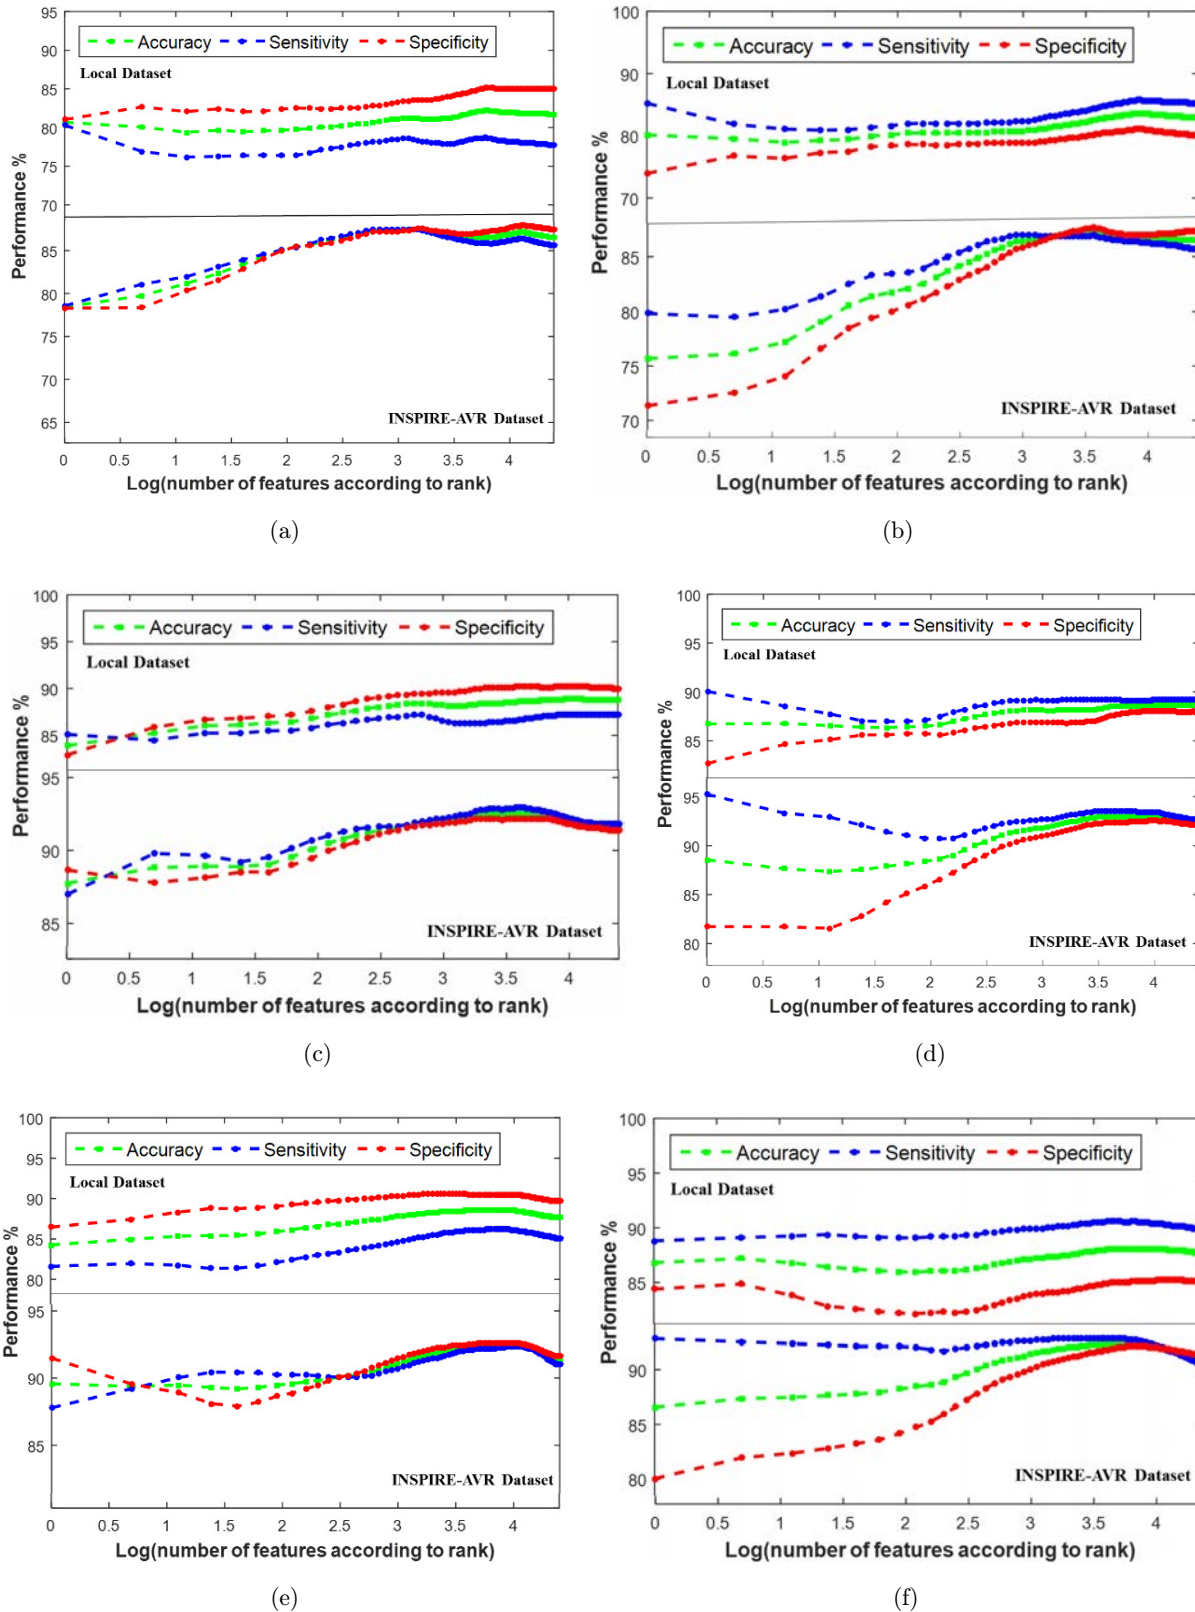 95
90
85
80
75
70
85
80
75
70
65
Performance %
Accuracy Sensitivity Specificity
Local Dataset
INSPIRE-AVR Dataset
0 0.5 1 1.5 2 2.5 3 3.5 4
Log(number of features according to rank)
(a)
100
90
80
70
85
80
75
70
Performance %
Accuracy Sensitivity Specificity
Local Dataset
INSPIRE-AVR Dataset
0 0.5 1 1.5 2 2.5 3 3.5 4
Log(number of features according to rank)
(b)
100
95
90
85
95
90
85
Performance %
Accuracy Sensitivity Specificity
Local Dataset
INSPIRE-AVR Dataset
0 0.5 1 1.5 2 2.5 3 3.5 4
Log(number of features according to rank)
(c)
100
95
90
85
95
90
85
80
Performance %
Accuracy Sensitivity Specificity
Local Dataset
INSPIRE-AVR Dataset
0 0.5 1 1.5 2 2.5 3 3.5 4
Log(number of features according to rank)
(d)
100
95
90
85
80
95
90
85
Performance %
Accuracy Sensitivity Specificity
Local Dataset
INSPIRE-AVR Dataset
0 0.5 1 1.5 2 2.5 3 3.5 4
Log(number of features according to rank)
(e)
100
95
90
85
90
85
80
Performance %
Accuracy Sensitivity Specificity
Local Dataset
INSPIRE-AVR Dataset
0 0.5 1 1.5 2 2.5 3 3.5 4
Log(number of features according to rank)
(f)